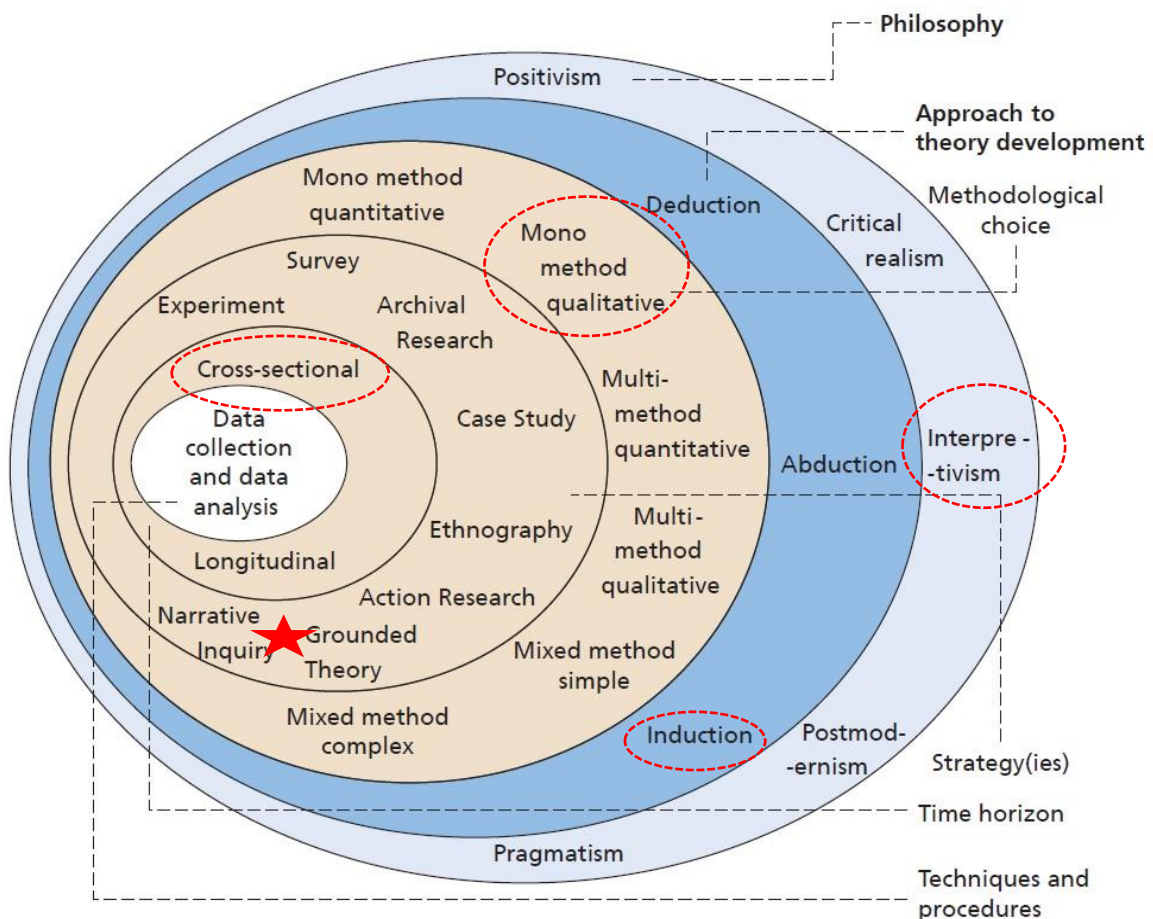 Philosophy
Positivism
Approach to
theory development
Mono method
quantitative
Deduction
Methodological
choice
Mono
method
qualitative
Critical
realism
Survey
Experiment
Archival
Research
Cross-sectional
Multi-
method
quantitative
Data
collection
and data
analysis
Case Study
Interpre -
-tivism
Abduction
Ethnography
Multi -
method
qualitative
Longitudinal
Action Research
Narrative
Inquiry
Grounded
Theory
Mixed method
simple
Mixed method
complex
Induction
Postmod-
-ernism
Strategy(ies)
Time horizon
Pragmatism
Techniques and
procedures